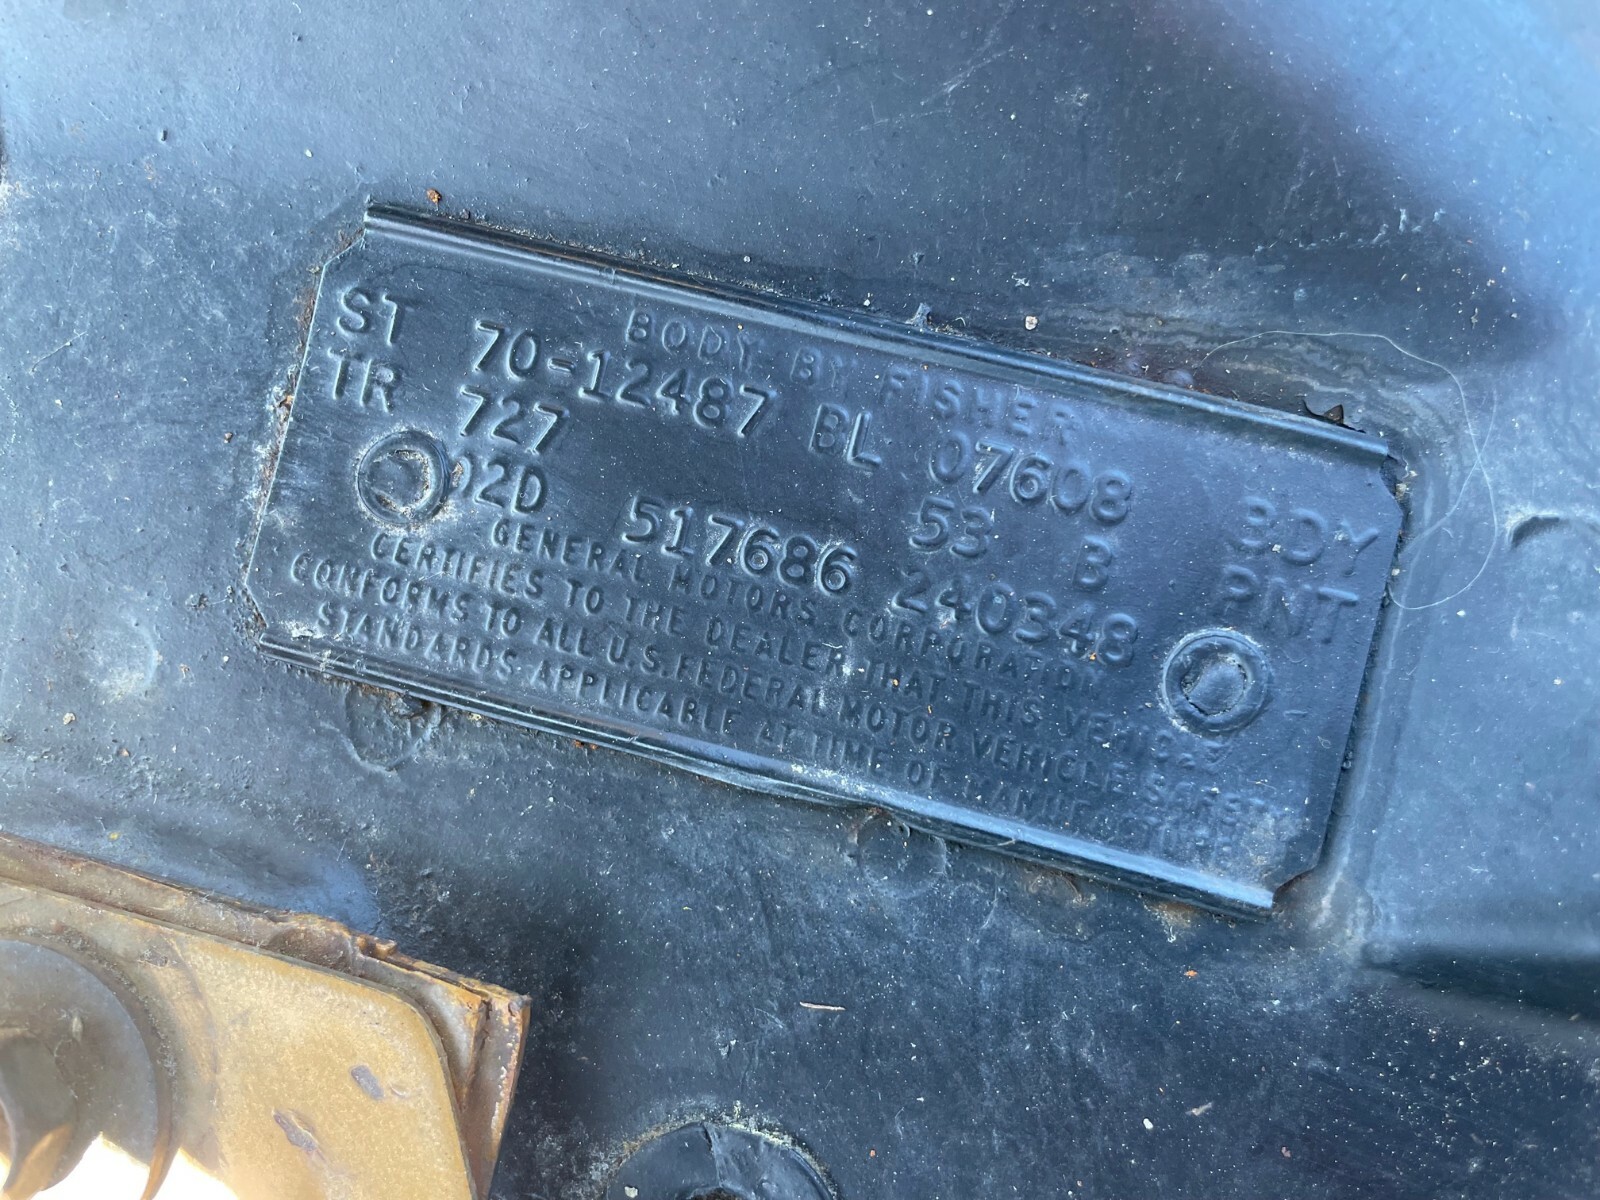 BODY BY FISHER
ST 70-12487 BL 07608 BDY
TR 727 53 B PNT
02D 517686 240348
GENERAL MOTORS CORPORATION
CERTIFIES TO THE DEALER THAT THIS VEHICLE
CONFORMS TO ALL U.S. FEDERAL MOTOR VEHICLE SAFETY
STANDARDS APPLICABLE AT TIME OF